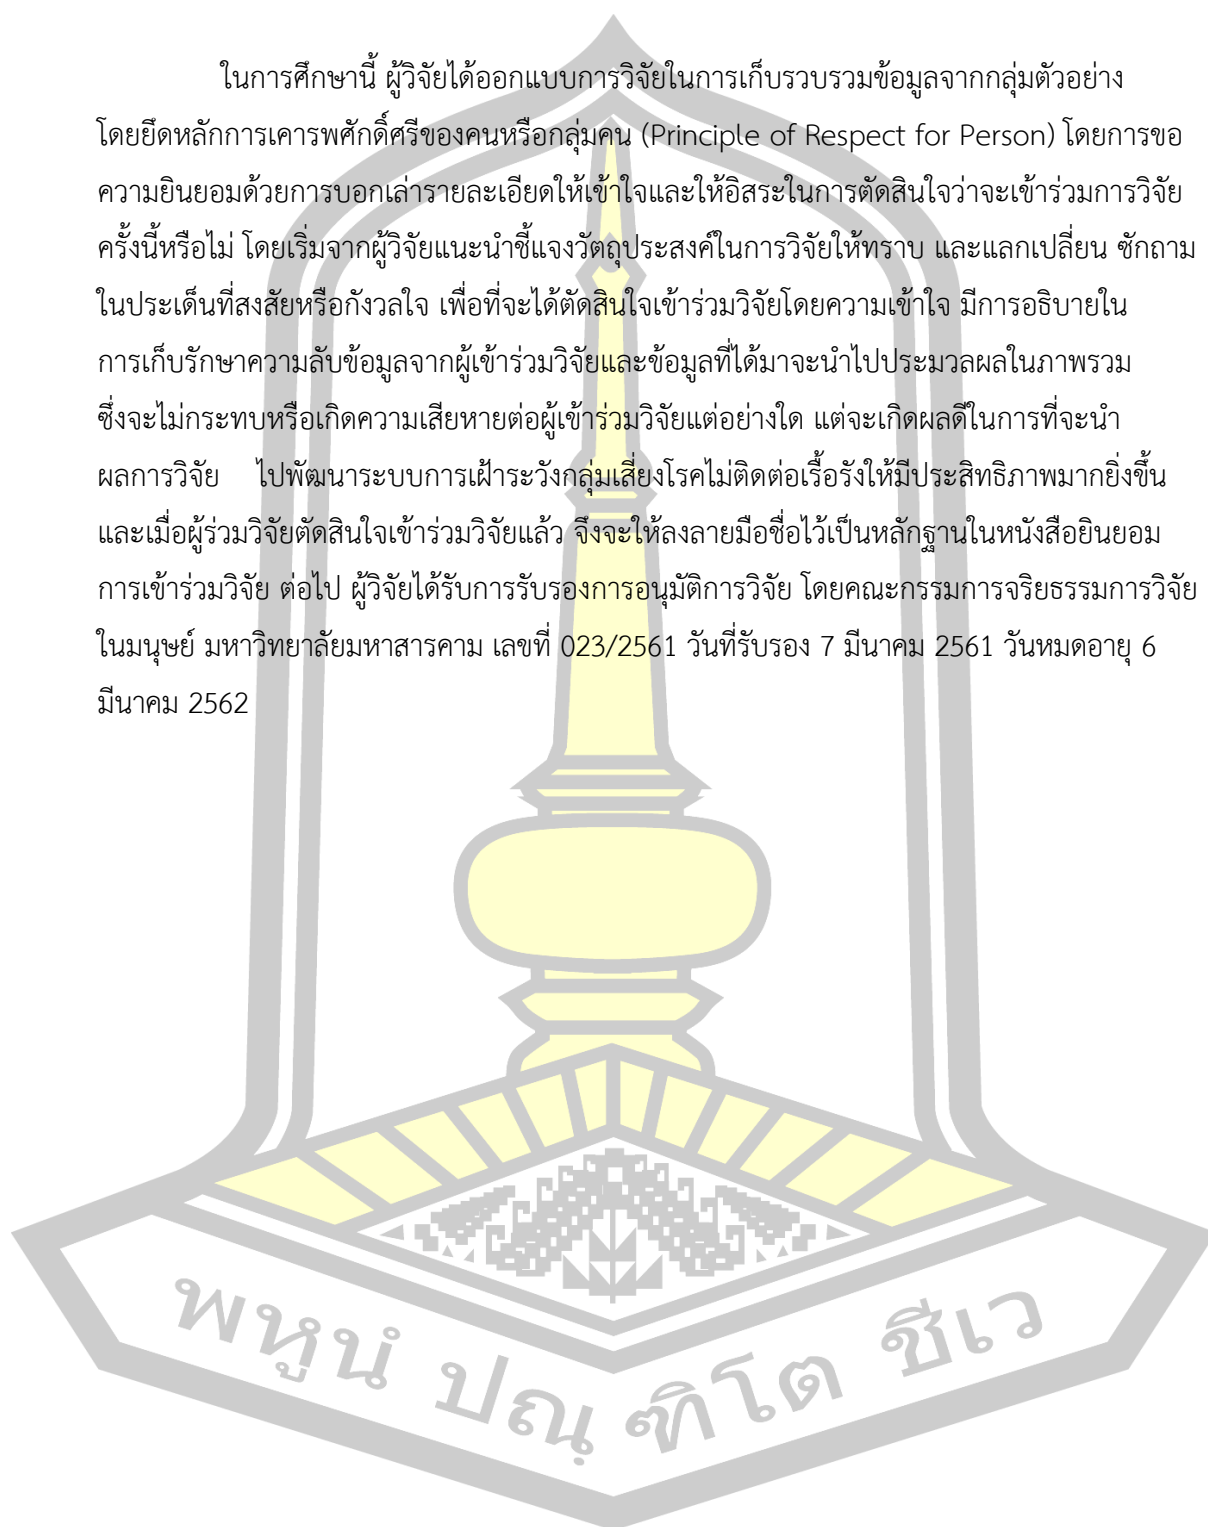 ในการศึกษานี้ ผู้วิจัยได้ออกแบบการวิจัยในการเก็บรวบรวมข้อมูลจากกลุ่มตัวอย่าง
โดยยึดหลักการเคารพศักดิ์ศรีของคนหรือกลุ่มคน (Principle of Respect for Person) โดยการขอ
ความยินยอมด้วยการบอกเล่ารายละเอียดให้เข้าใจและให้อิสระในการตัดสินใจว่าจะเข้าร่วมการวิจัย
ครั้งนี้หรือไม่ โดยเริ่มจากผู้วิจัยแนะนำชี้แจงวัตถุประสงค์ในการวิจัยให้ทราบ และแลกเปลี่ยน ซักถาม
ในประเด็นที่สงสัยหรือกังวลใจ เพื่อที่จะได้ตัดสินใจเข้าร่วมวิจัยโดยความเข้าใจ มีการอธิบายใน
การเก็บรักษาความลับข้อมูลจากผู้เข้าร่วมวิจัยและข้อมูลที่ได้มาจะนำไปประมวลผลในภาพรวม
ซึ่งจะไม่กระทบหรือเกิดความเสียหายต่อผู้เข้าร่วมวิจัยแต่อย่างใด แต่จะเกิดผลดีในการที่จะนำ
ผลการวิจัย ไปพัฒนาระบบการเฝ้าระวังกลุ่มเสี่ยงโรคไม่ติดต่อเรื้อรังให้มีประสิทธิภาพมากยิ่งขึ้น
และเมื่อผู้ร่วมวิจัยตัดสินใจเข้าร่วมวิจัยแล้ว จึงจะให้ลงลายมือชื่อไว้เป็นหลักฐานในหนังสือยินยอม
การเข้าร่วมวิจัย ต่อไป ผู้วิจัยได้รับการรับรองการอนุมัติการวิจัย โดยคณะกรรมการจริยธรรมการวิจัย
ในมนุษย์ มหาวิทยาลัยมหาสารคาม เลขที่ 023/2561 วันที่รับรอง 7 มีนาคม 2561 วันหมดอายุ 6
มีนาคม 2562
พหูนํ ปณฺฑิโต ชีเว